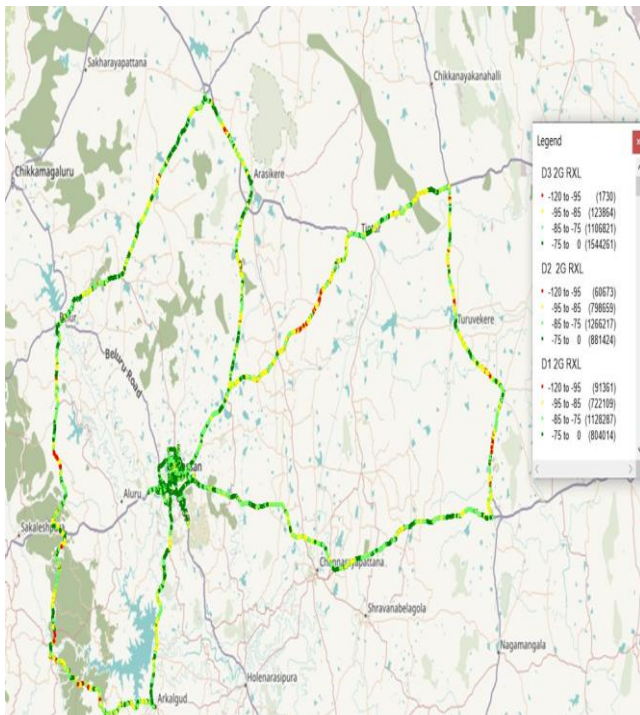 Sakharayapattana
Chikkanayakanahalli
Chikkamagaluru
Arasikere
Turuvekere
Beluru Road
Aluru
Sakaleshpura
Channarayapattana
Shravanabelagola
Nagamangala
Holenarasipura
Arkalgud
Legend
D3 2G RXL
-120 to -95 (1730)
-95 to -85 (123864)
-85 to -75 (1106821)
-75 to 0 (1544261)
D2 2G RXL
-120 to -95 (60673)
-95 to -85 (798659)
-85 to -75 (1266217)
-75 to 0 (881424)
D1 2G RXL
-120 to -95 (91361)
-95 to -85 (722109)
-85 to -75 (1128287)
-75 to 0 (804014)